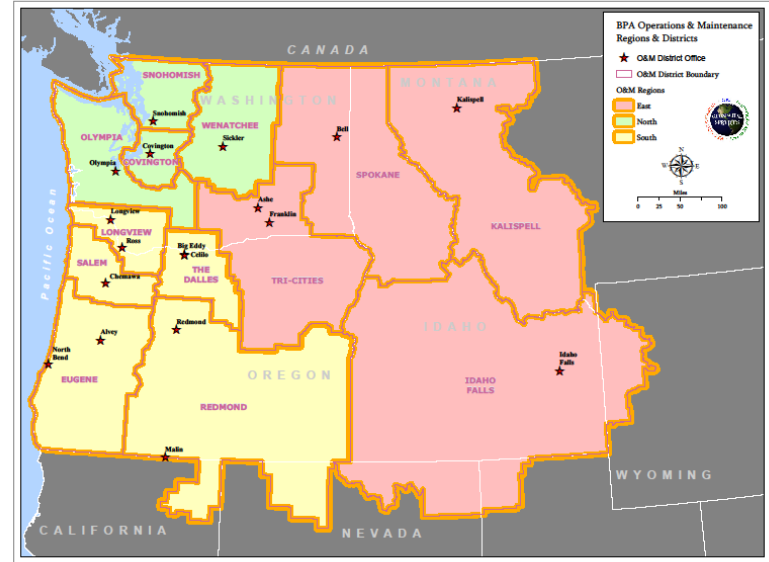 BPA Operations & Maintenance
Regions & Districts
O&M District Office
O&M District Boundary
O&M Regions
East
North
South
N
W
E
S
Miles
0 25 50 100
CANADA
SNOHOMISH
MONTANA
WASHINGTON
Kalispell
Snohomish
WENATCHEE
Bell
OLYMPIA
Covington
Sickler
COVINGTON
Olympia
SPOKANE
Ashe
Longview
Franklin
KALISPELL
LONGVIEW
Ross
Big Eddy
Celilo
SALEM
THE
DALLES
TRI-CITIES
Chemawa
Pacific Ocean
IDAHO
Redmond
Alvey
North
Bend
Idaho
Falls
OREGON
EUGENE
IDAHO
FALLS
REDMOND
Malin
WYOMING
CALIFORNIA
NEVADA